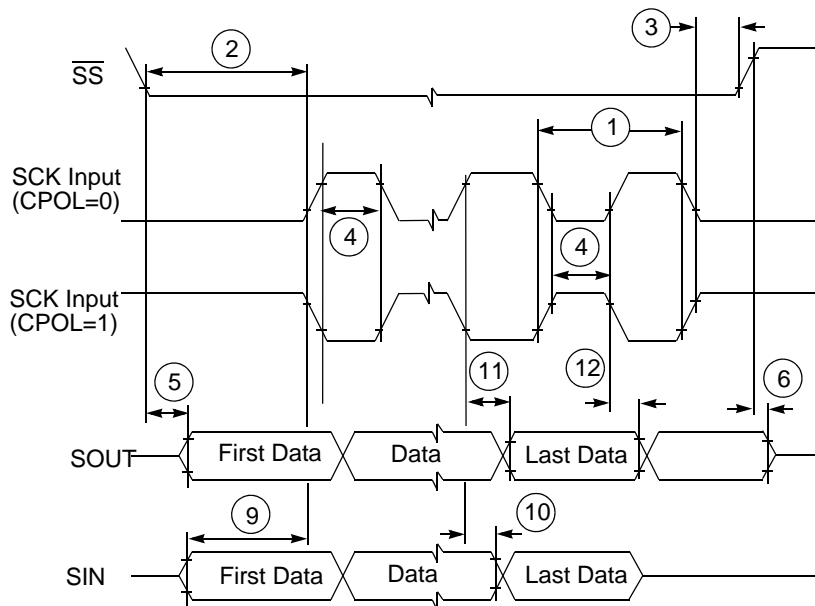 3
2
SS
1
SCK Input
(CPOL=0)
4
4
SCK Input
(CPOL=1)
5
11
12
6
SOUT
First Data
Data
Last Data
9
10
SIN
First Data
Data
Last Data